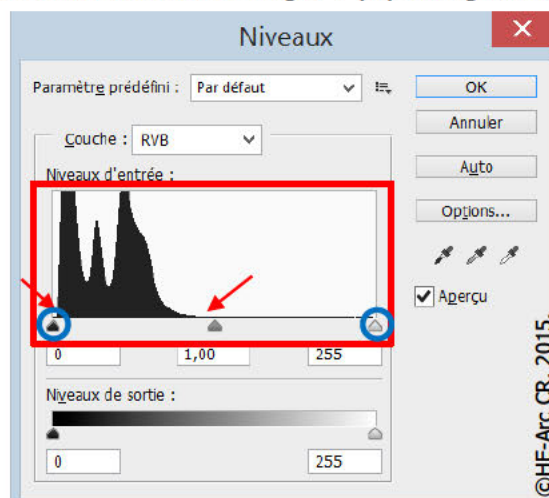 Niveaux
Paramètre prédéfini : Par défaut
OK
Annuler
Couche : RVB
Auto
Niveaux d'entrée :
Options...
Aperçu
0 1,00 255
Niveaux de sortie :
0 255
©HE-Arc CR, 2015.